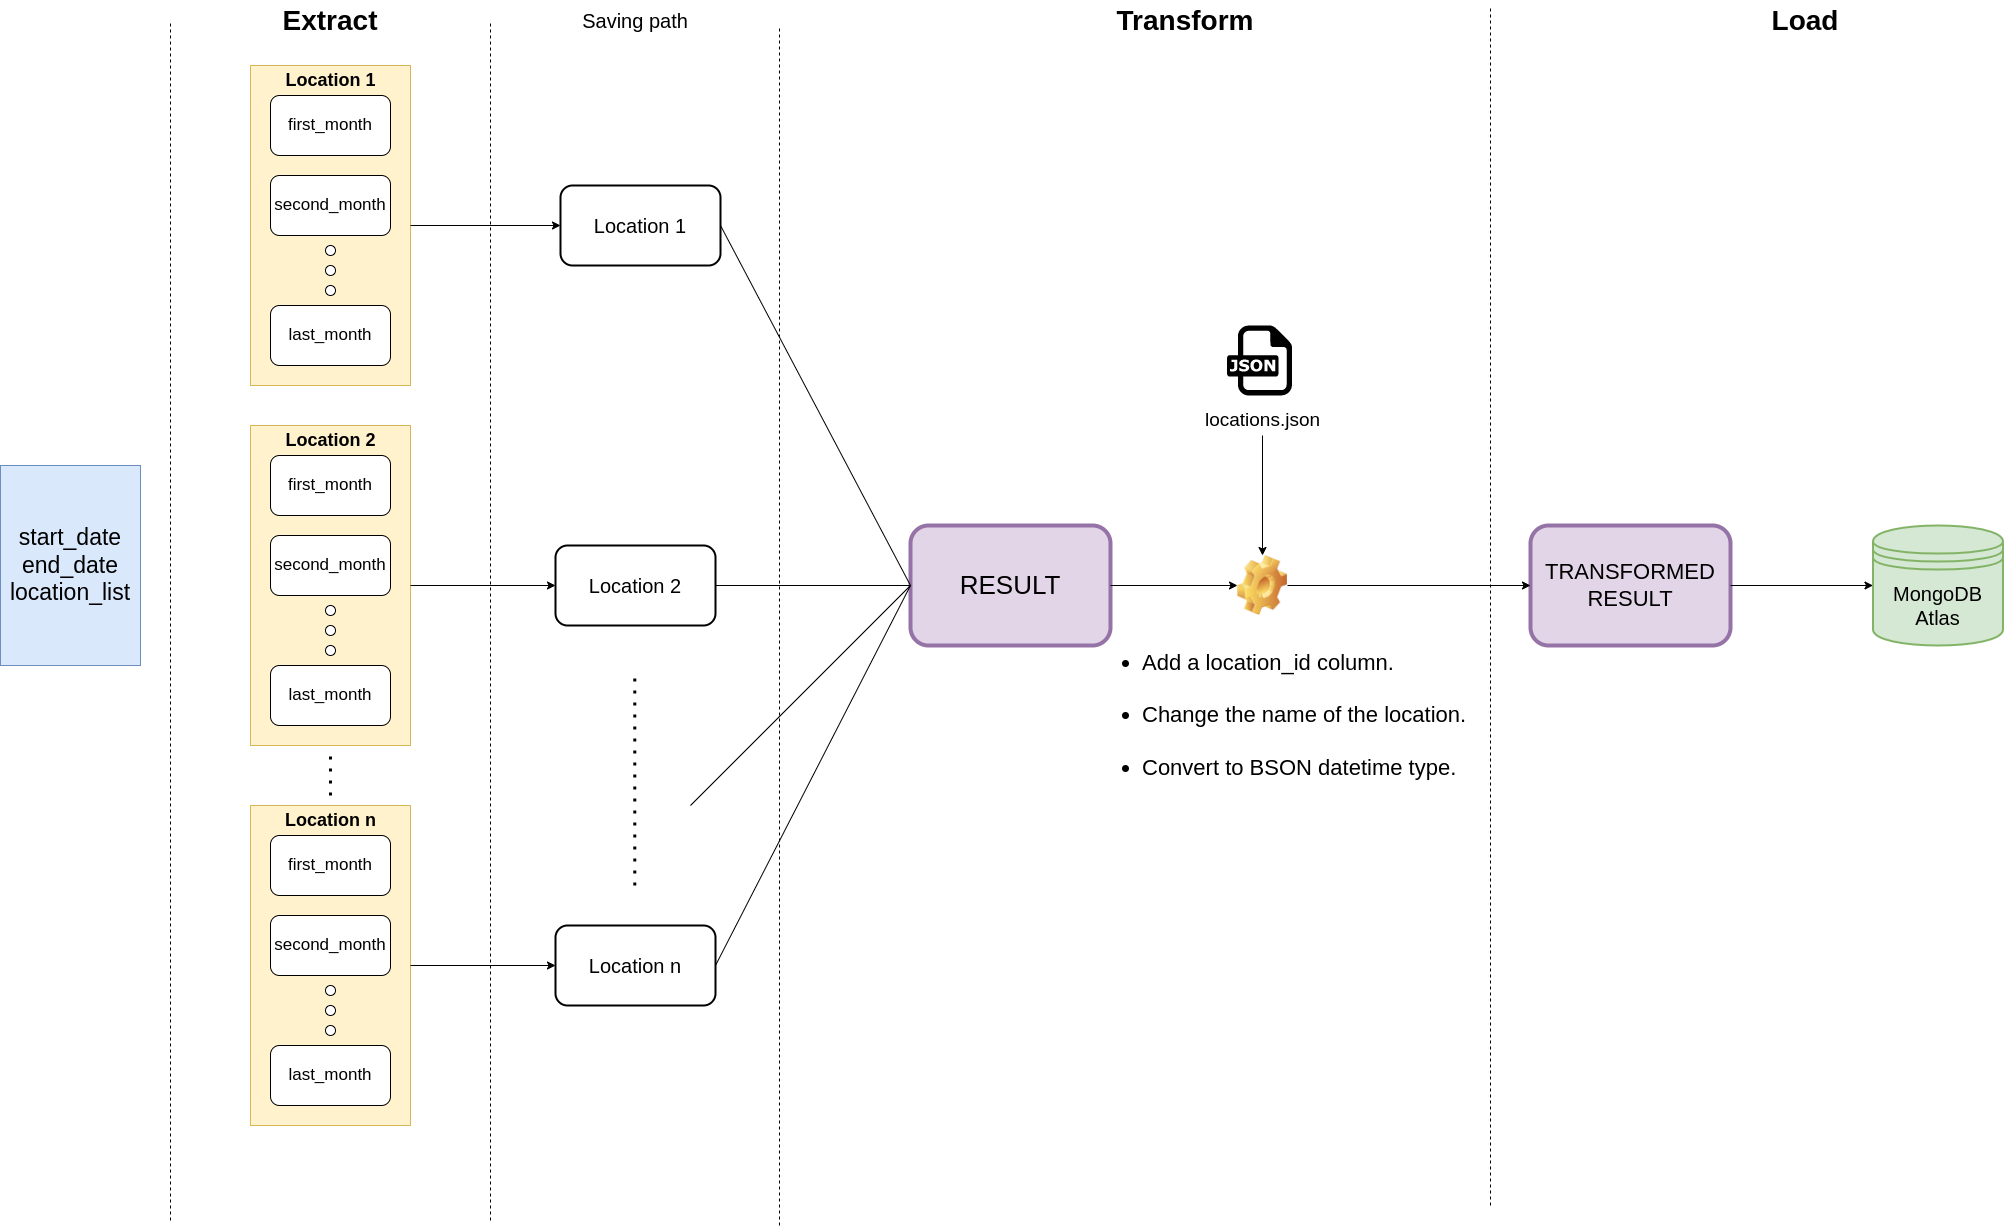 Extract
Saving path
Transform
Load
start_date
end_date
location_list
Location 1
first_month
second_month
last_month
Location 2
first_month
second_month
last_month
Location n
first_month
second_month
last_month
Location 1
Location 2
Location n
RESULT
JSON
locations.json
• Add a location_id column.
• Change the name of the location.
• Convert to BSON datetime type.
TRANSFORMED
RESULT
MongoDB
Atlas